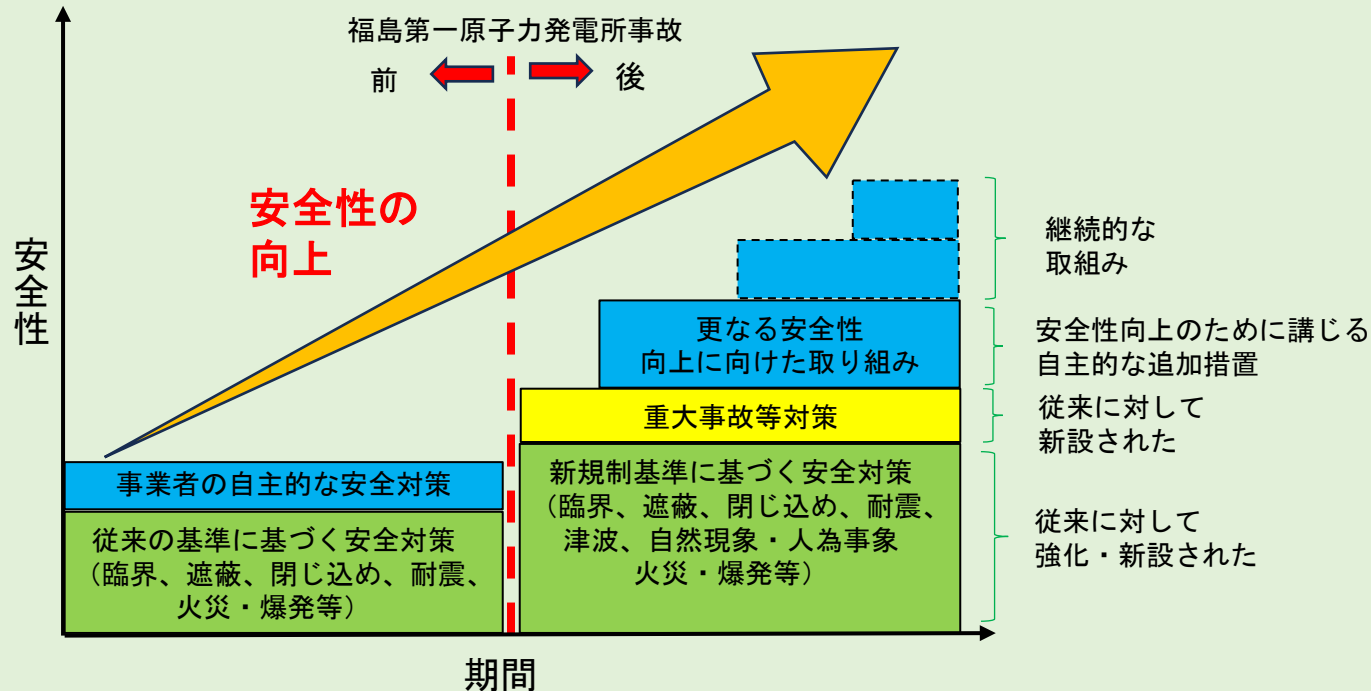 福島第一原子力発電所事故
前
後
安全性の
向上
安全性
継続的な
取組み
更なる安全性
向上に向けた取り組み
安全性向上のために講じる
自主的な追加措置
重大事故等対策
従来に対して
新設された
事業者の自主的な安全対策
従来の基準に基づく安全対策
（臨界、遮蔽、閉じ込め、耐震、
火災・爆発等）
新規制基準に基づく安全対策
（臨界、遮蔽、閉じ込め、耐震、
津波、自然現象・人為事象
火災・爆発等）
従来に対して
強化・新設された
期間